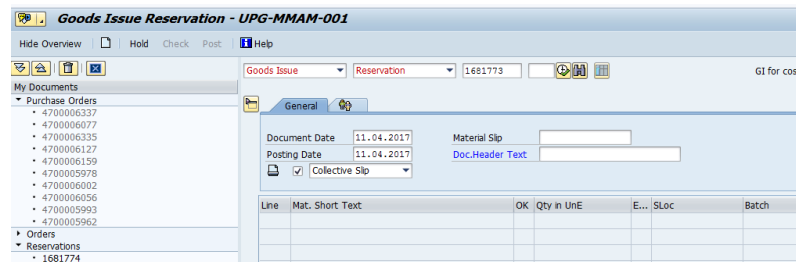 Goods Issue Reservation - UPG-MMAM-001
Hide Overview Hold Check Post Help
Goods Issue Reservation 1681773 GI for cos
My Documents
Purchase Orders
4700006337
4700006077
4700006335
4700006127
4700006159
4700005978
4700006002
4700006056
4700005993
4700005962
Orders
Reservations
1681774
General
Document Date 11.04.2017 Material Slip
Posting Date 11.04.2017 Doc.Header Text
Collective Slip
Line Mat. Short Text OK Qty in UnE E... SLoc Batch